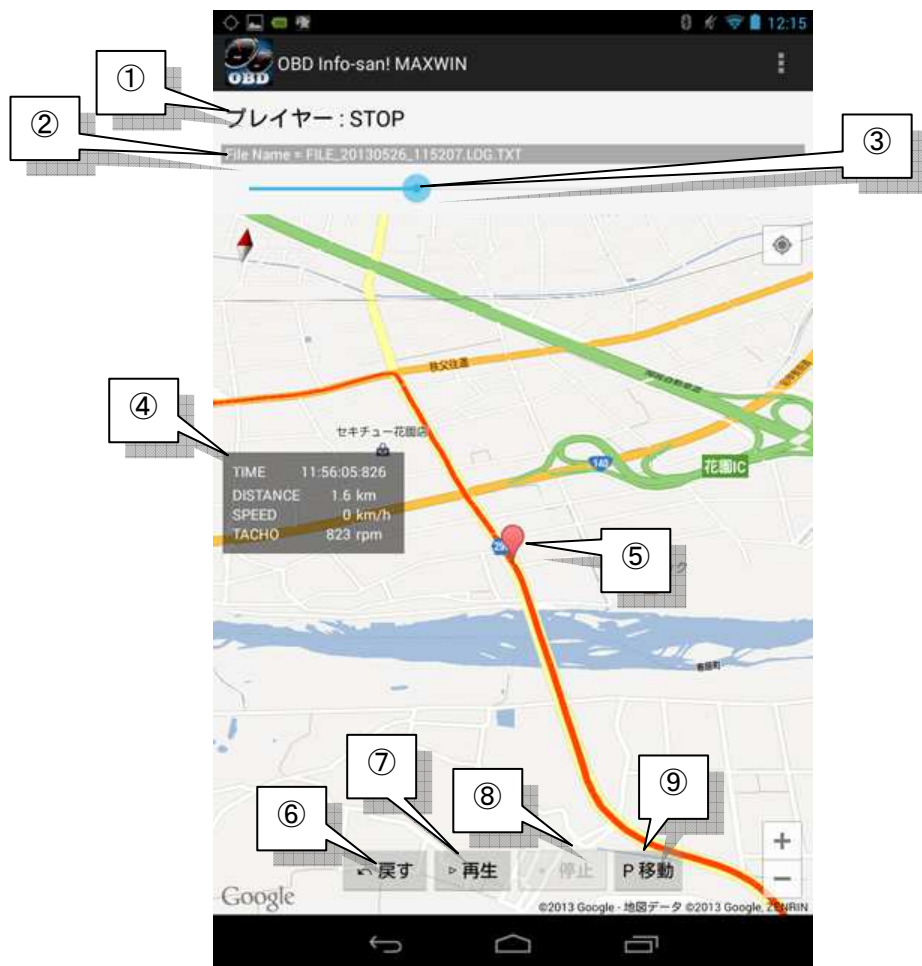 12:15
OBD
OBD Info-san! MAXWIN
①
プレイヤー : STOP
②
File Name = FILE_20130526_115207.LOG.TXT
③
秩父往還
④
セキチュー花園店
140
花園IC
TIME 11:56:05:826
DISTANCE 1.6 km
SPEED 0 km/h
TACHO 823 rpm
⑤
ク
⑦
⑨
⑧
⑥
+
戻す
再生
停止
P 移動
−
Google
©2013 Google - 地図データ ©2013 Google, ZENRIN